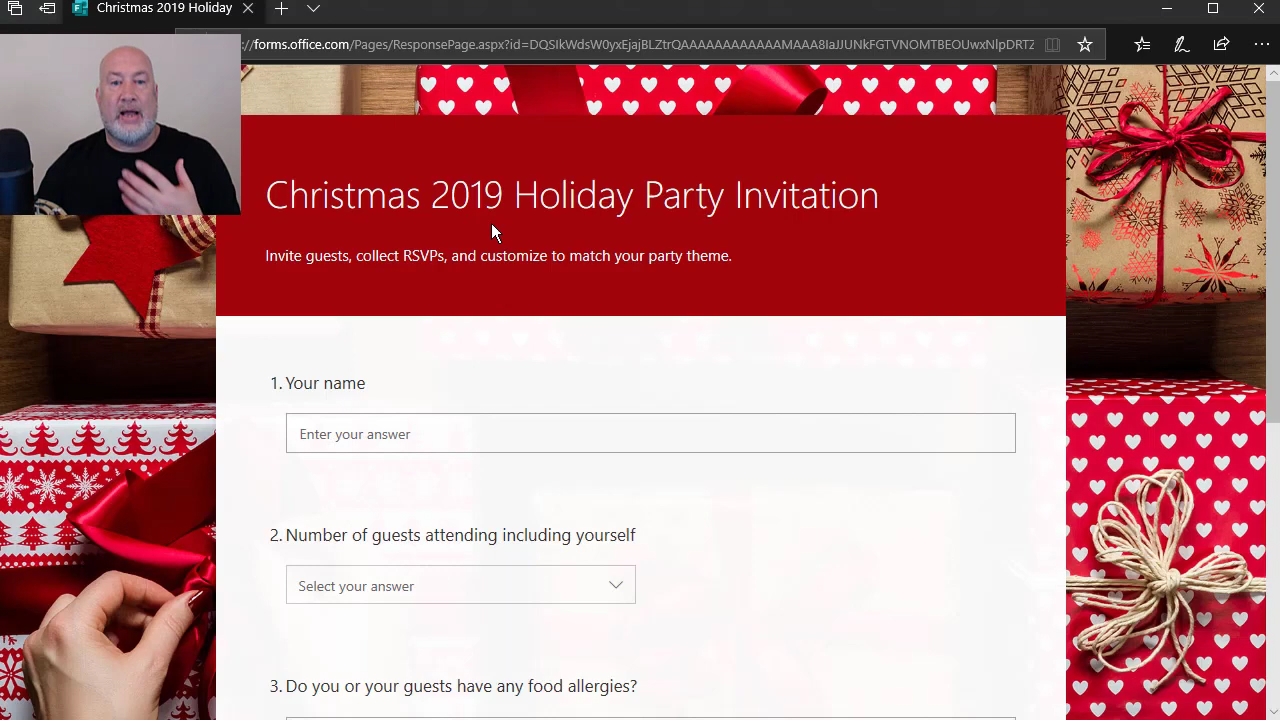 Christmas 2019 Holiday
://forms.office.com/Pages/ResponsePage.aspx?id=DQSIkWdsW0yxEjajBLZtrQAAAAAAAAAAAAMAAA8IaJJUNkFGTVNOMTBEOUwxNlpDRTZ
Christmas 2019 Holiday Party Invitation
Invite guests, collect RSVPs, and customize to match your party theme.
1. Your name
Enter your answer
2. Number of guests attending including yourself
Select your answer
3. Do you or your guests have any food allergies?